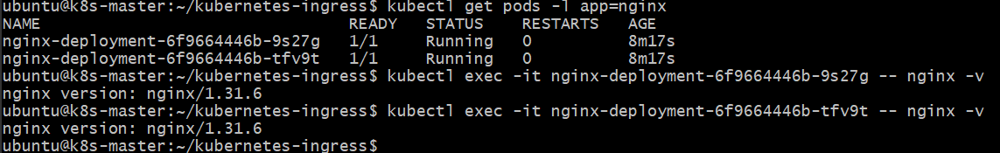 ubuntu@k8s-master:~/kubernetes-ingress$ kubectl get pods -l app=nginx
NAME READY STATUS RESTARTS AGE
nginx-deployment-6f9664446b-9s27g 1/1 Running 0 8m17s
nginx-deployment-6f9664446b-tfv9t 1/1 Running 0 8m17s
ubuntu@k8s-master:~/kubernetes-ingress$ kubectl exec -it nginx-deployment-6f9664446b-9s27g -- nginx -v
nginx version: nginx/1.31.6
ubuntu@k8s-master:~/kubernetes-ingress$ kubectl exec -it nginx-deployment-6f9664446b-tfv9t -- nginx -v
nginx version: nginx/1.31.6
ubuntu@k8s-master:~/kubernetes-ingress$